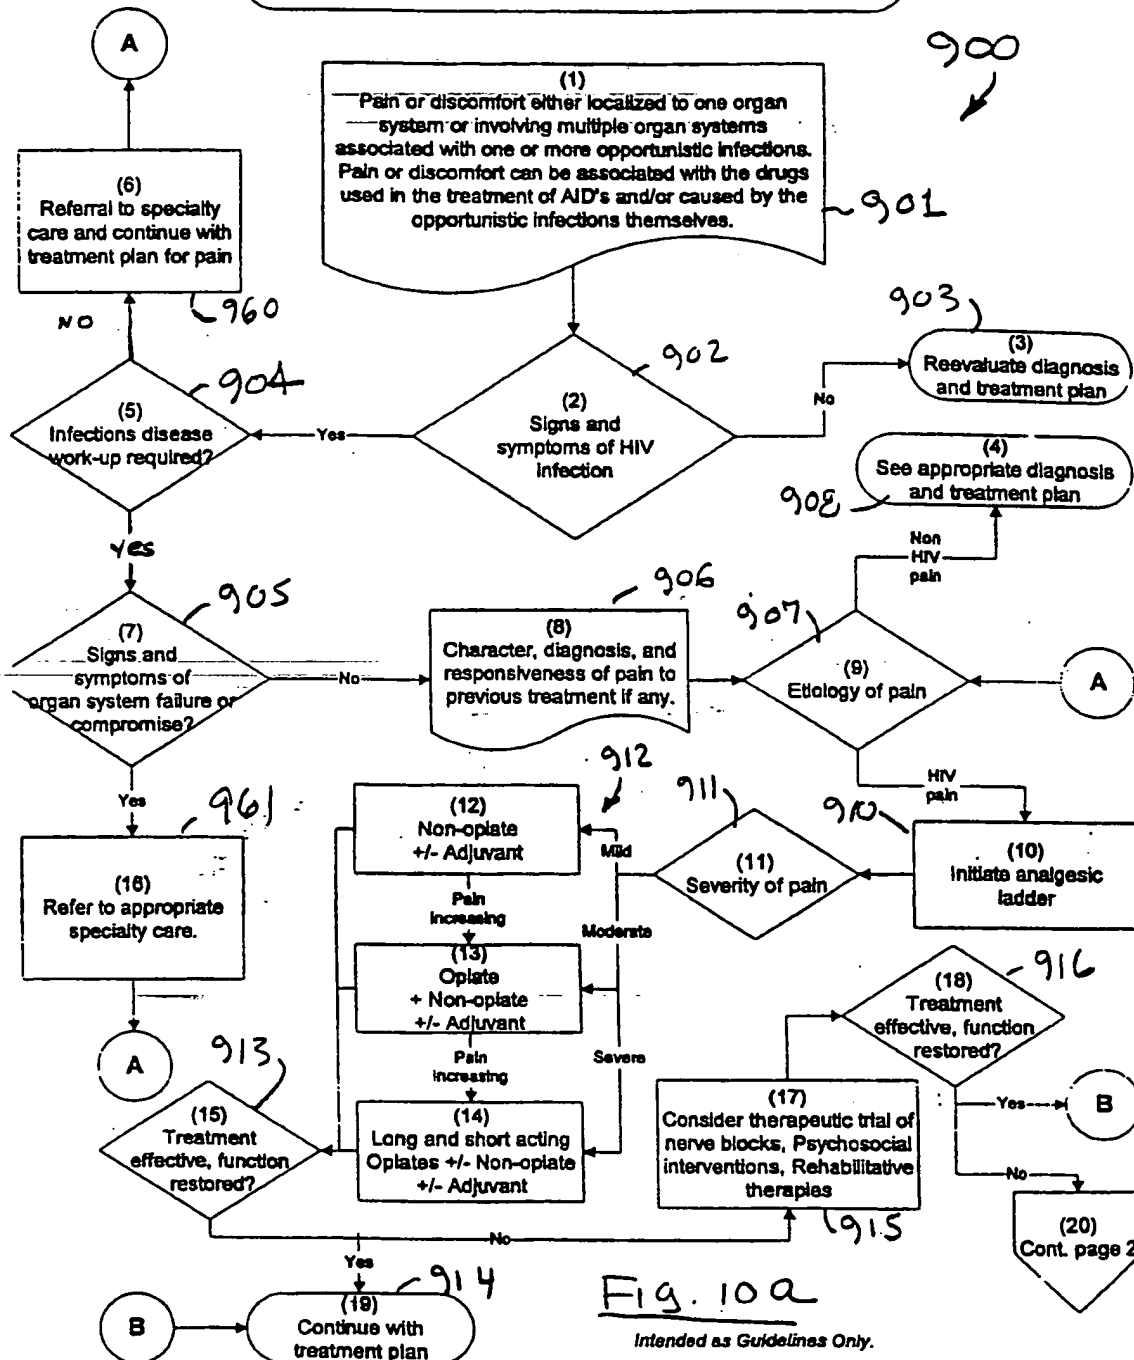 A
900
(1)
Pain or discomfort either localized to one organ
system or involving multiple organ systems
associated with one or more opportunistic infections.
Pain or discomfort can be associated with the drugs
used in the treatment of AID's and/or caused by the
opportunistic infections themselves.
901
(6)
Referral to specialty
care and continue with
treatment plan for pain
960
NO
903
(3)
Reevaluate diagnosis
and treatment plan
902
(2)
Signs and
symptoms of HIV
infection
No
904
(5)
Infections disease
work-up required?
Yes
(4)
See appropriate diagnosis
and treatment plan
908
Non
HIV
pain
Yes
905
(7)
Signs and
symptoms of
organ system failure or
compromise?
No
906
(8)
Character, diagnosis, and
responsiveness of pain to
previous treatment if any.
907
(9)
Etiology of pain
A
HIV
pain
Yes
961
(16)
Refer to appropriate
specialty care.
A
912
(12)
Non-opiate
+/- Adjuvant
Mild
911
(11)
Severity of pain
910
(10)
Initiate analgesic
ladder
Pain
increasing
Moderate
(13)
Opiate
+ Non-opiate
+/- Adjuvant
Pain
increasing
Severe
(14)
Long and short acting
Opiates +/- Non-opiate
+/- Adjuvant
913
(15)
Treatment
effective, function
restored?
916
(18)
Treatment
effective, function
restored?
Yes
B
No
(17)
Consider therapeutic trial of
nerve blocks, Psychosocial
interventions, Rehabilitative
therapies
915
(20)
Cont. page 2
No
Yes
914
B
(19)
Continue with
treatment plan
Fig. 10a
Intended as Guidelines Only.